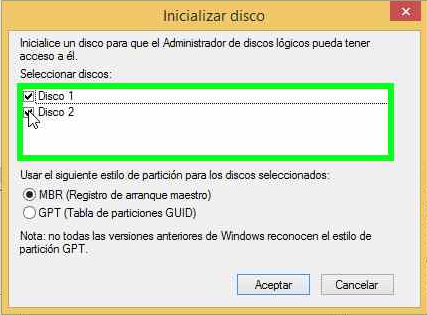 Inicializar disco
Inicialice un disco para que el Administrador de discos lógicos pueda tener
acceso a él.
Seleccionar discos:
Disco 1
Disco 2
Usar el siguiente estilo de partición para los discos seleccionados:
MBR (Registro de arranque maestro)
GPT (Tabla de particiones GUID)
Nota: no todas las versiones anteriores de Windows reconocen el estilo de
partición GPT.
Aceptar
Cancelar